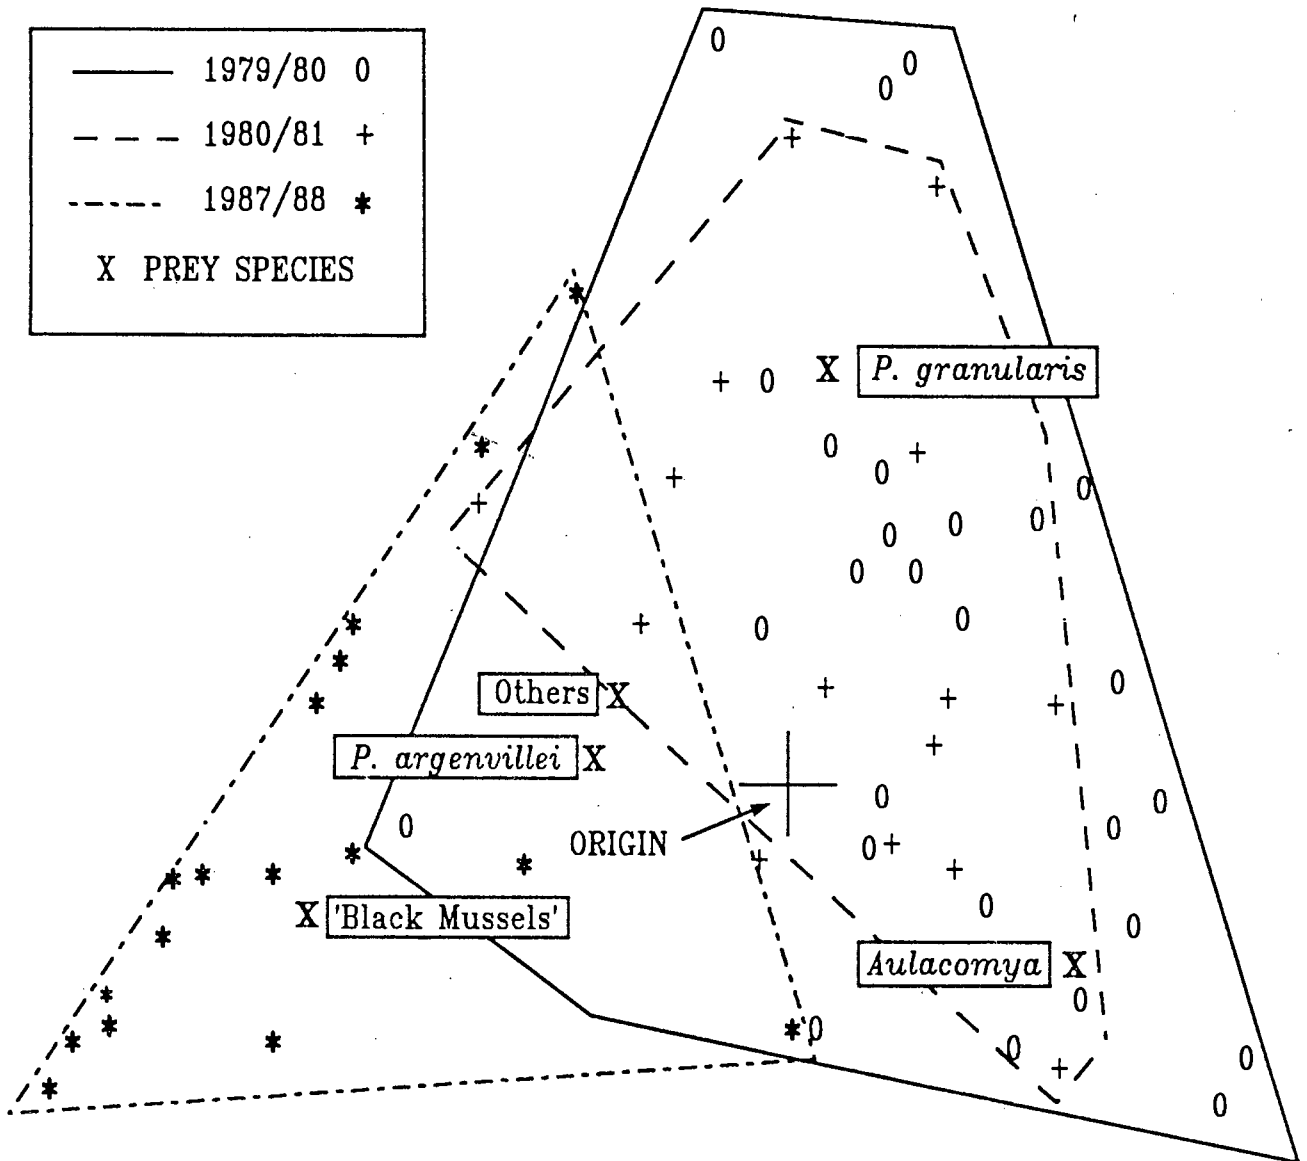 1979/80 0
1980/81 +
1987/88 *
X PREY SPECIES
X P. granularis
Others X
P. argenvillei X
ORIGIN
X 'Black Mussels'
Aulacomya X